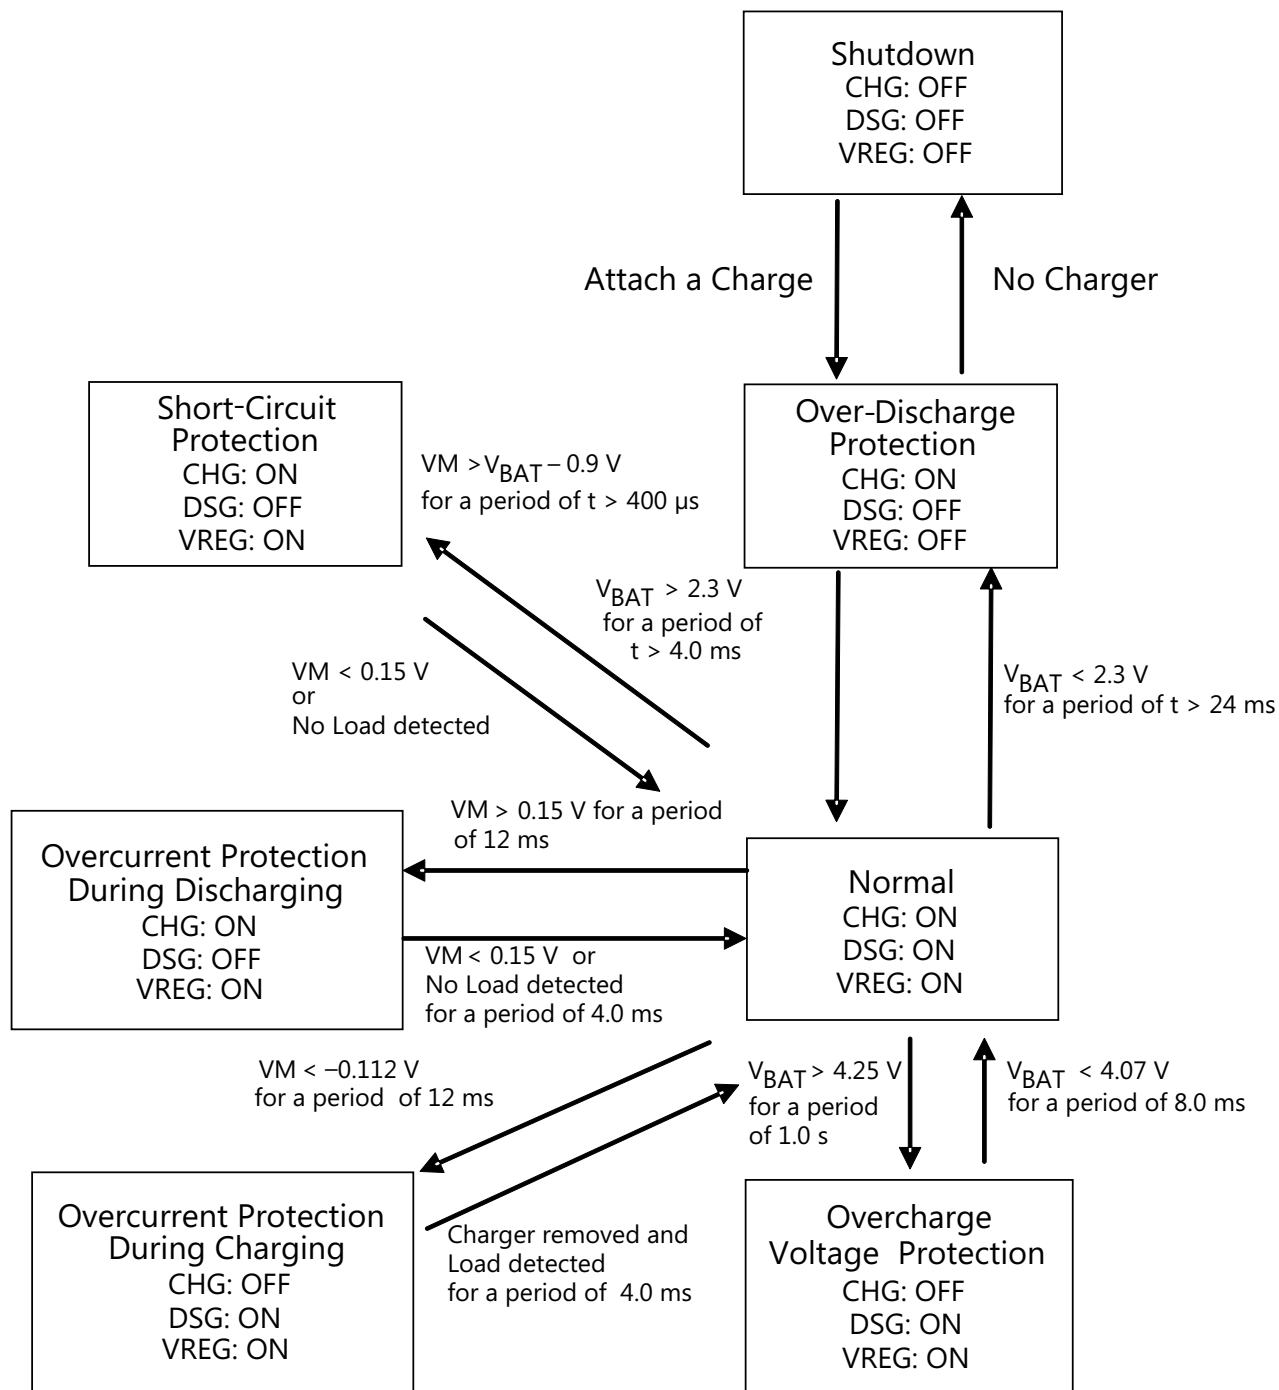 Shutdown
CHG: OFF
DSG: OFF
VREG: OFF
Attach a Charge
No Charger
Short-Circuit
Protection
CHG: ON
DSG: OFF
VREG: ON
VM > VBAT – 0.9 V
for a period of t > 400 µs
Over-Discharge
Protection
CHG: ON
DSG: OFF
VREG: OFF
VBAT > 2.3 V
for a period of
t > 4.0 ms
VM < 0.15 V
or
No Load detected
VBAT < 2.3 V
for a period of t > 24 ms
VM > 0.15 V for a period
of 12 ms
Overcurrent Protection
During Discharging
CHG: ON
DSG: OFF
VREG: ON
Normal
CHG: ON
DSG: ON
VREG: ON
VM < 0.15 V or
No Load detected
for a period of 4.0 ms
VM < –0.112 V
for a period of 12 ms
VBAT > 4.25 V
for a period
of 1.0 s
VBAT < 4.07 V
for a period of 8.0 ms
Overcurrent Protection
During Charging
CHG: OFF
DSG: ON
VREG: ON
Charger removed and
Load detected
for a period of 4.0 ms
Overcharge
Voltage Protection
CHG: OFF
DSG: ON
VREG: ON